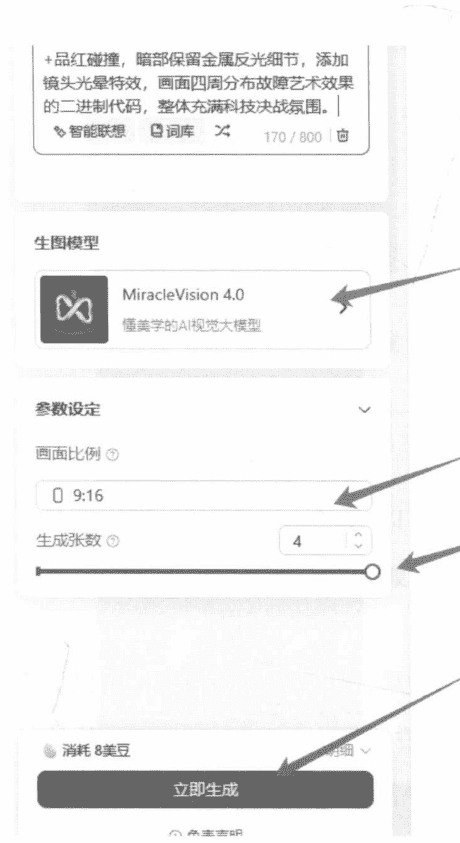 +品红碰撞，暗部保留金属反光细节，添加
镜头光晕特效，画面四周分布故障艺术效果
的二进制代码，整体充满科技决战氛围。
智能联想 词库 170 / 800
生图模型
MiracleVision 4.0
懂美学的AI视觉大模型
参数设定
画面比例
9:16
生成张数 4
消耗 8美豆 明细
立即生成
免责声明